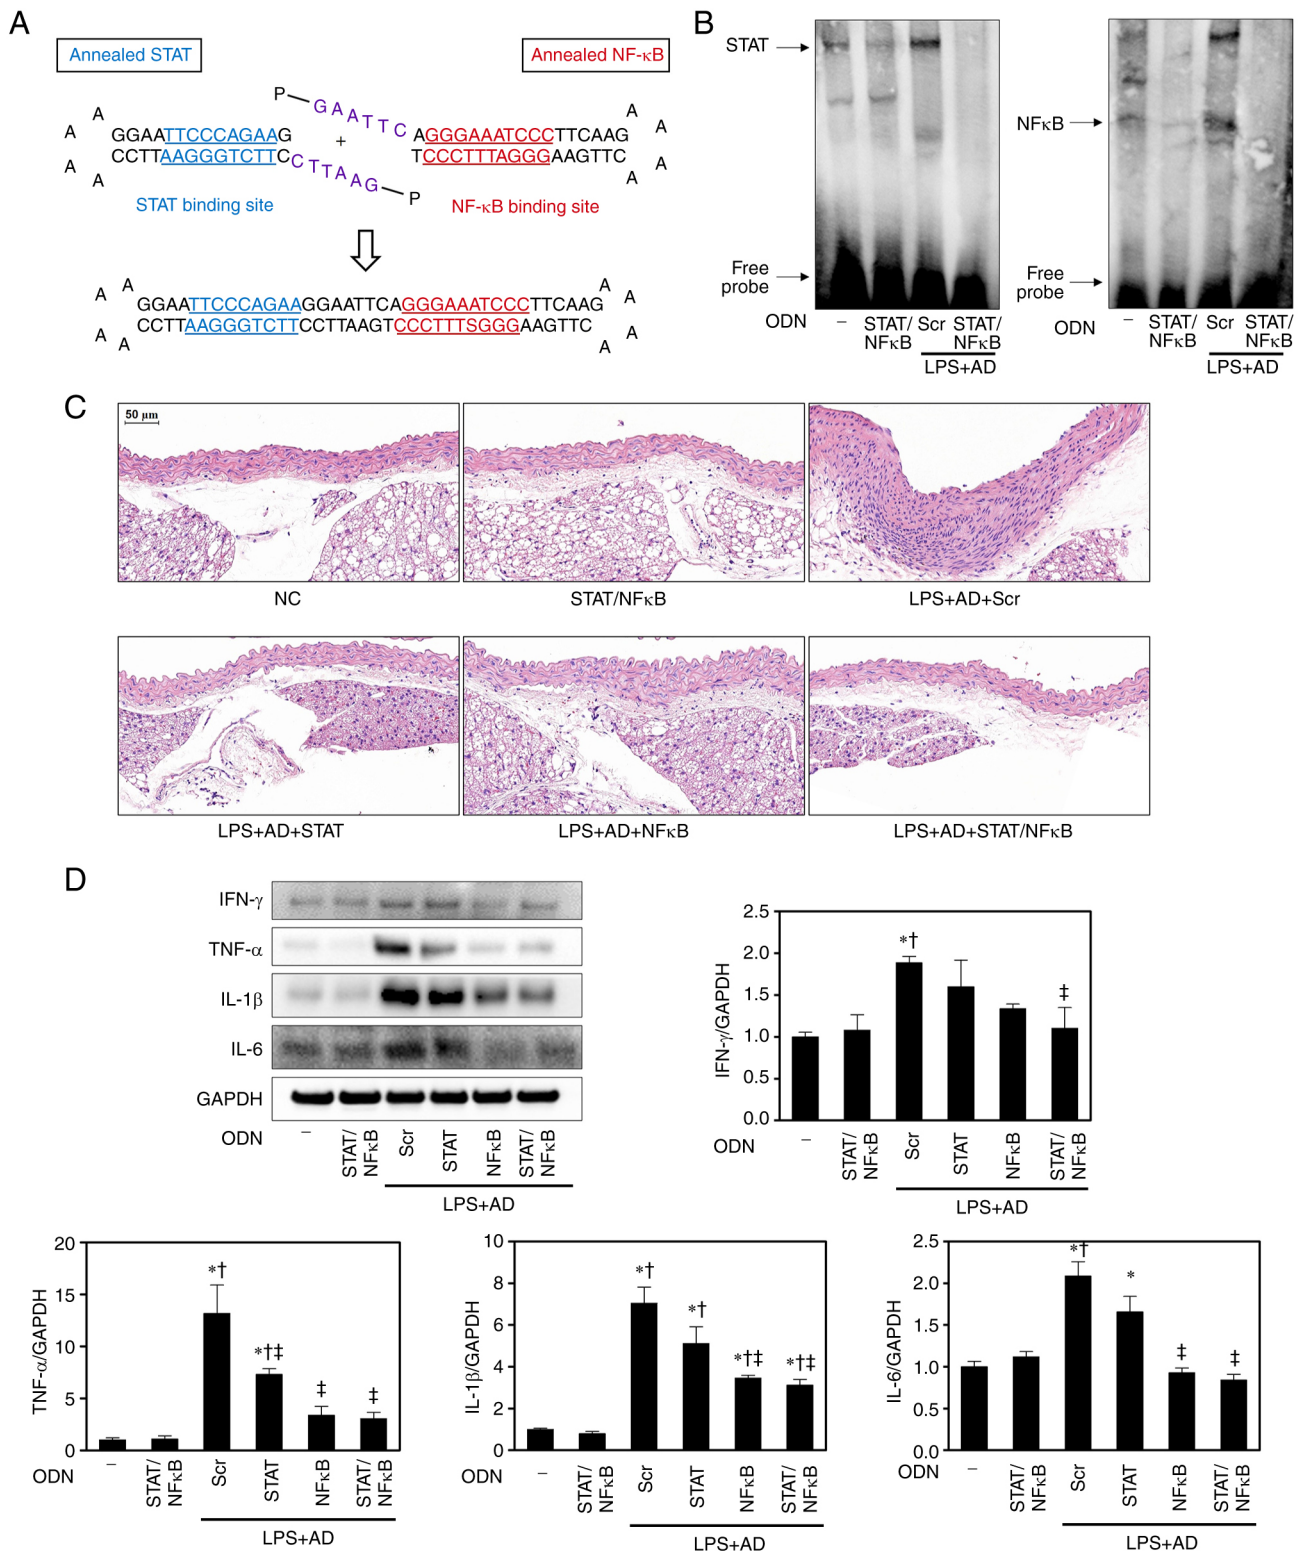 A
Annealed STAT
Annealed NF-κB
P
GAATTC
A A A A
GGAATTCCCAGAAG
CCTTAAGGGTCTTC
+
AGGGAAATCCCTTCAAG
TCCCTTTAGGGAAGTTC
A A A A
CTTAAG
P
STAT binding site
NF-κB binding site
A A A A
GGAATTCCCAGAAGGAATTCAGGGAAATCCCTTCAAG
CCTTAAGGGTCTTCCTTAAGTCCCTTTSGGGAAGTTC
A A A A
B
STAT
Free
probe
ODN
–
STAT/
NFκB
Scr
STAT/
NFκB
LPS+AD
NFκB
Free
probe
ODN
–
STAT/
NFκB
Scr
STAT/
NFκB
LPS+AD
C
50 μm
NC
STAT/NFκB
LPS+AD+Scr
LPS+AD+STAT
LPS+AD+NFκB
LPS+AD+STAT/NFκB
D
IFN-γ
TNF-α
IL-1β
IL-6
GAPDH
ODN
–
STAT/
NFκB
Scr
STAT
NFκB
STAT/
NFκB
LPS+AD
IFN-γ/GAPDH
2.5
2.0
1.5
1.0
0.5
0.0
*†
‡
ODN
–
STAT/
NFκB
Scr
STAT
NFκB
STAT/
NFκB
LPS+AD
TNF-α/GAPDH
20
15
10
5
0
*†
*†‡
‡
‡
ODN
–
STAT/
NFκB
Scr
STAT
NFκB
STAT/
NFκB
LPS+AD
IL-1β/GAPDH
10
8
6
4
2
0
*†
*†
*†‡
*†‡
ODN
–
STAT/
NFκB
Scr
STAT
NFκB
STAT/
NFκB
LPS+AD
IL-6/GAPDH
2.5
2.0
1.5
1.0
0.5
0.0
*†
*
‡
‡
ODN
–
STAT/
NFκB
Scr
STAT
NFκB
STAT/
NFκB
LPS+AD